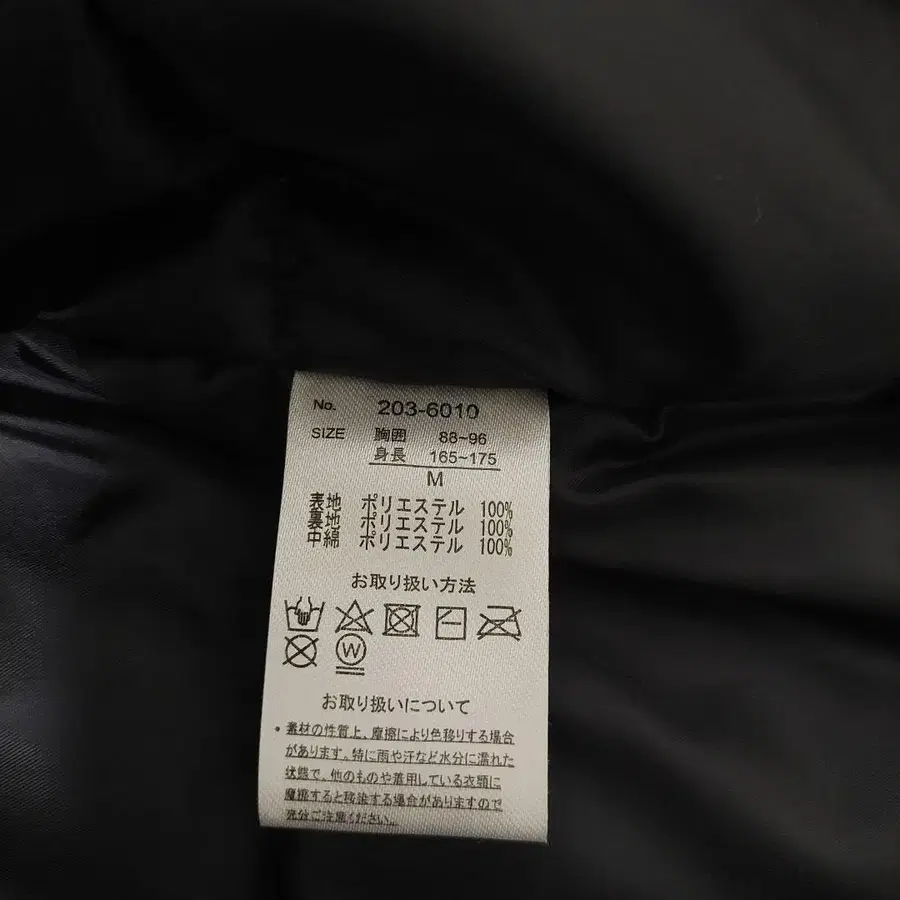 No. 203-6010
SIZE 胸囲 88~96
身長 165~175
M
表地 ポリエステル 100%
裏地 ポリエステル 100%
中綿 ポリエステル 100%
お取り扱い方法
W
お取り扱いについて
• 素材の性質上、摩擦により色移りする場合
があります。特に雨や汗など水分に濡れた
状態で、他のものや着用している衣類に
摩擦すると移染する場合がありますので
充分ご注意ください。